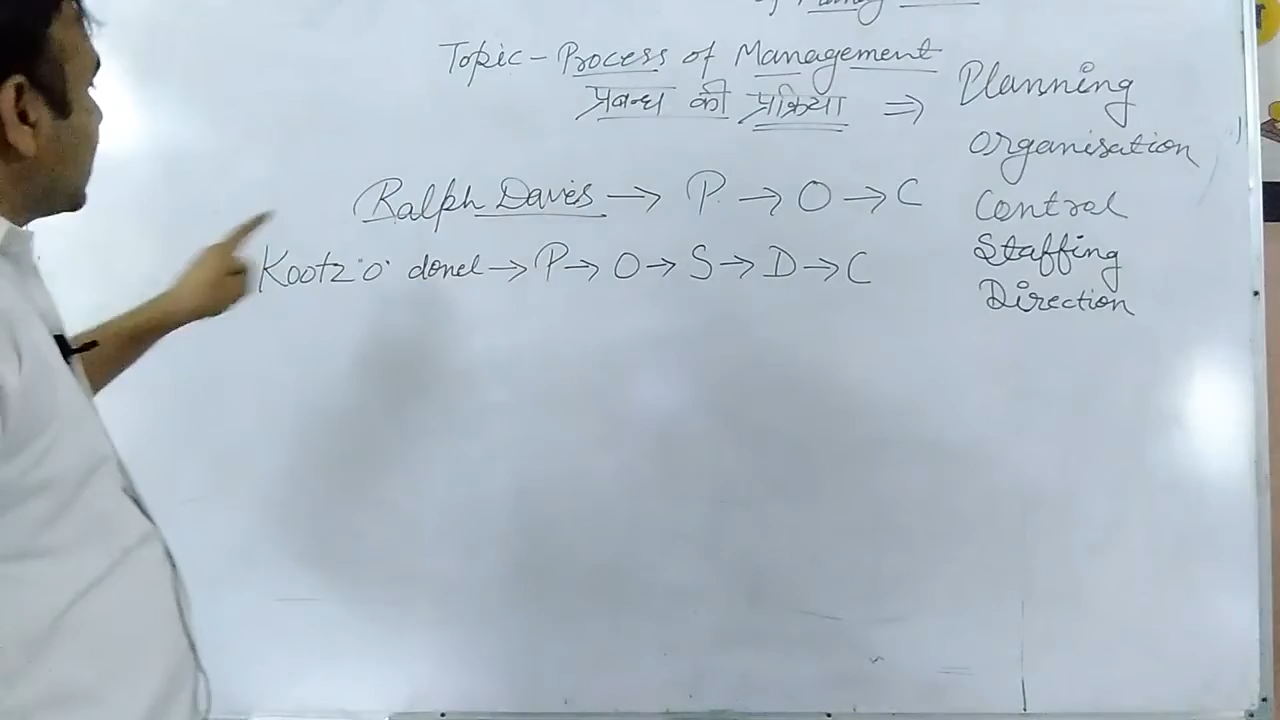 Topic - Process of Management
प्रबन्ध की प्रक्रिया ⇒
Planning
Organisation
Control
Staffing
Direction
Ralph Davies → P. → O → C
Kootz 'o' donel → P → O → S → D → C